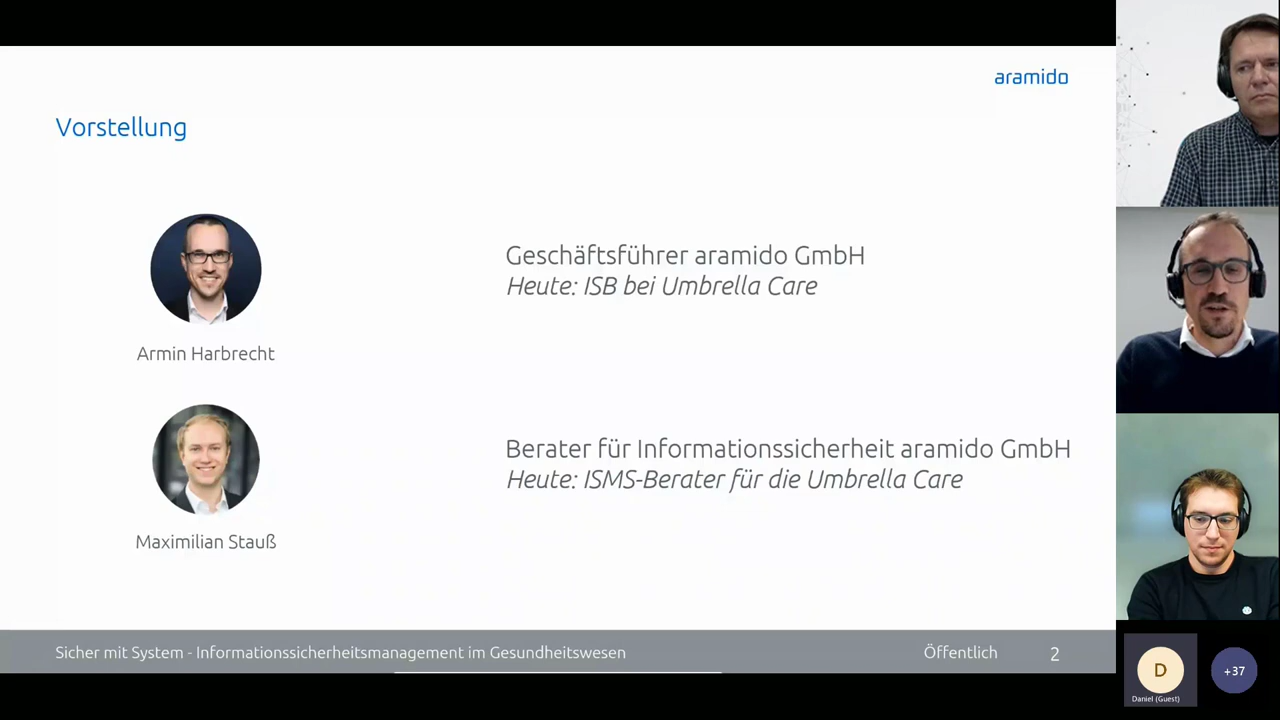 aramido
Vorstellung
Geschäftsführer aramido GmbH
Heute: ISB bei Umbrella Care
Armin Harbrecht
Berater für Informationssicherheit aramido GmbH
Heute: ISMS-Berater für die Umbrella Care
Maximilian Stauß
Sicher mit System - Informationssicherheitsmanagement im Gesundheitswesen
Öffentlich
2
D
Daniel (Guest)
+37